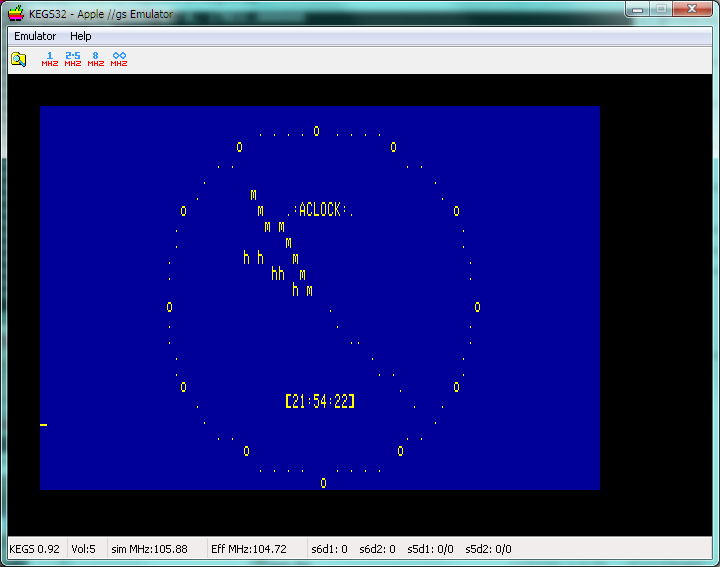 KEGS32 - Apple //gs Emulator
Emulator Help
1 MHZ 2·5 MHZ 8 MHZ ∞ MHZ
. . . . O . . . .
O O
. . . .
. .
. m .
O m .:ACLOCK:. O
. m m .
. m .
. h h m .
. hh m .
h m
O . O
. . .
. .. .
. . .
. . . .
O . O
. [21:54:22] . .
_ . .
. . . .
O O
. . . . . . . .
O
KEGS 0.92 Vol:5 sim MHz:105.88 Eff MHz:104.72 s6d1: 0 s6d2: 0 s5d1: 0/0 s5d2: 0/0